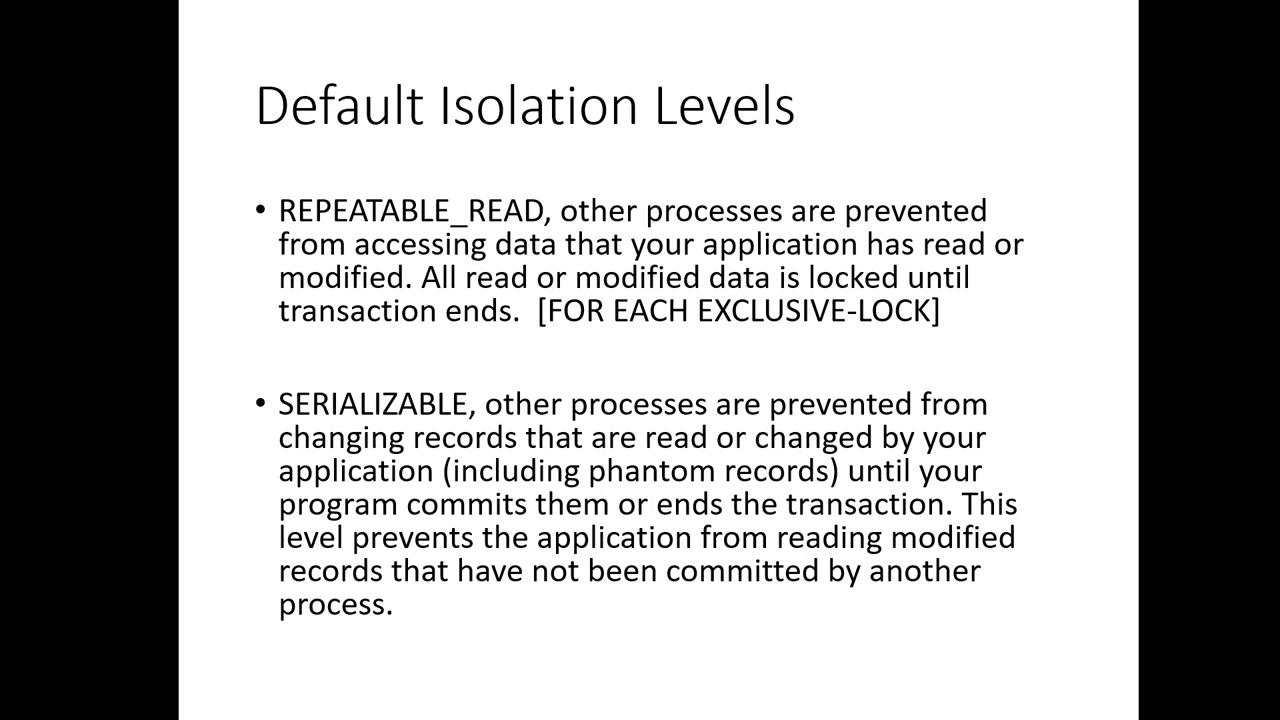 Default Isolation Levels
• REPEATABLE_READ, other processes are prevented
from accessing data that your application has read or
modified. All read or modified data is locked until
transaction ends.  [FOR EACH EXCLUSIVE-LOCK]
• SERIALIZABLE, other processes are prevented from
changing records that are read or changed by your
application (including phantom records) until your
program commits them or ends the transaction. This
level prevents the application from reading modified
records that have not been committed by another
process.